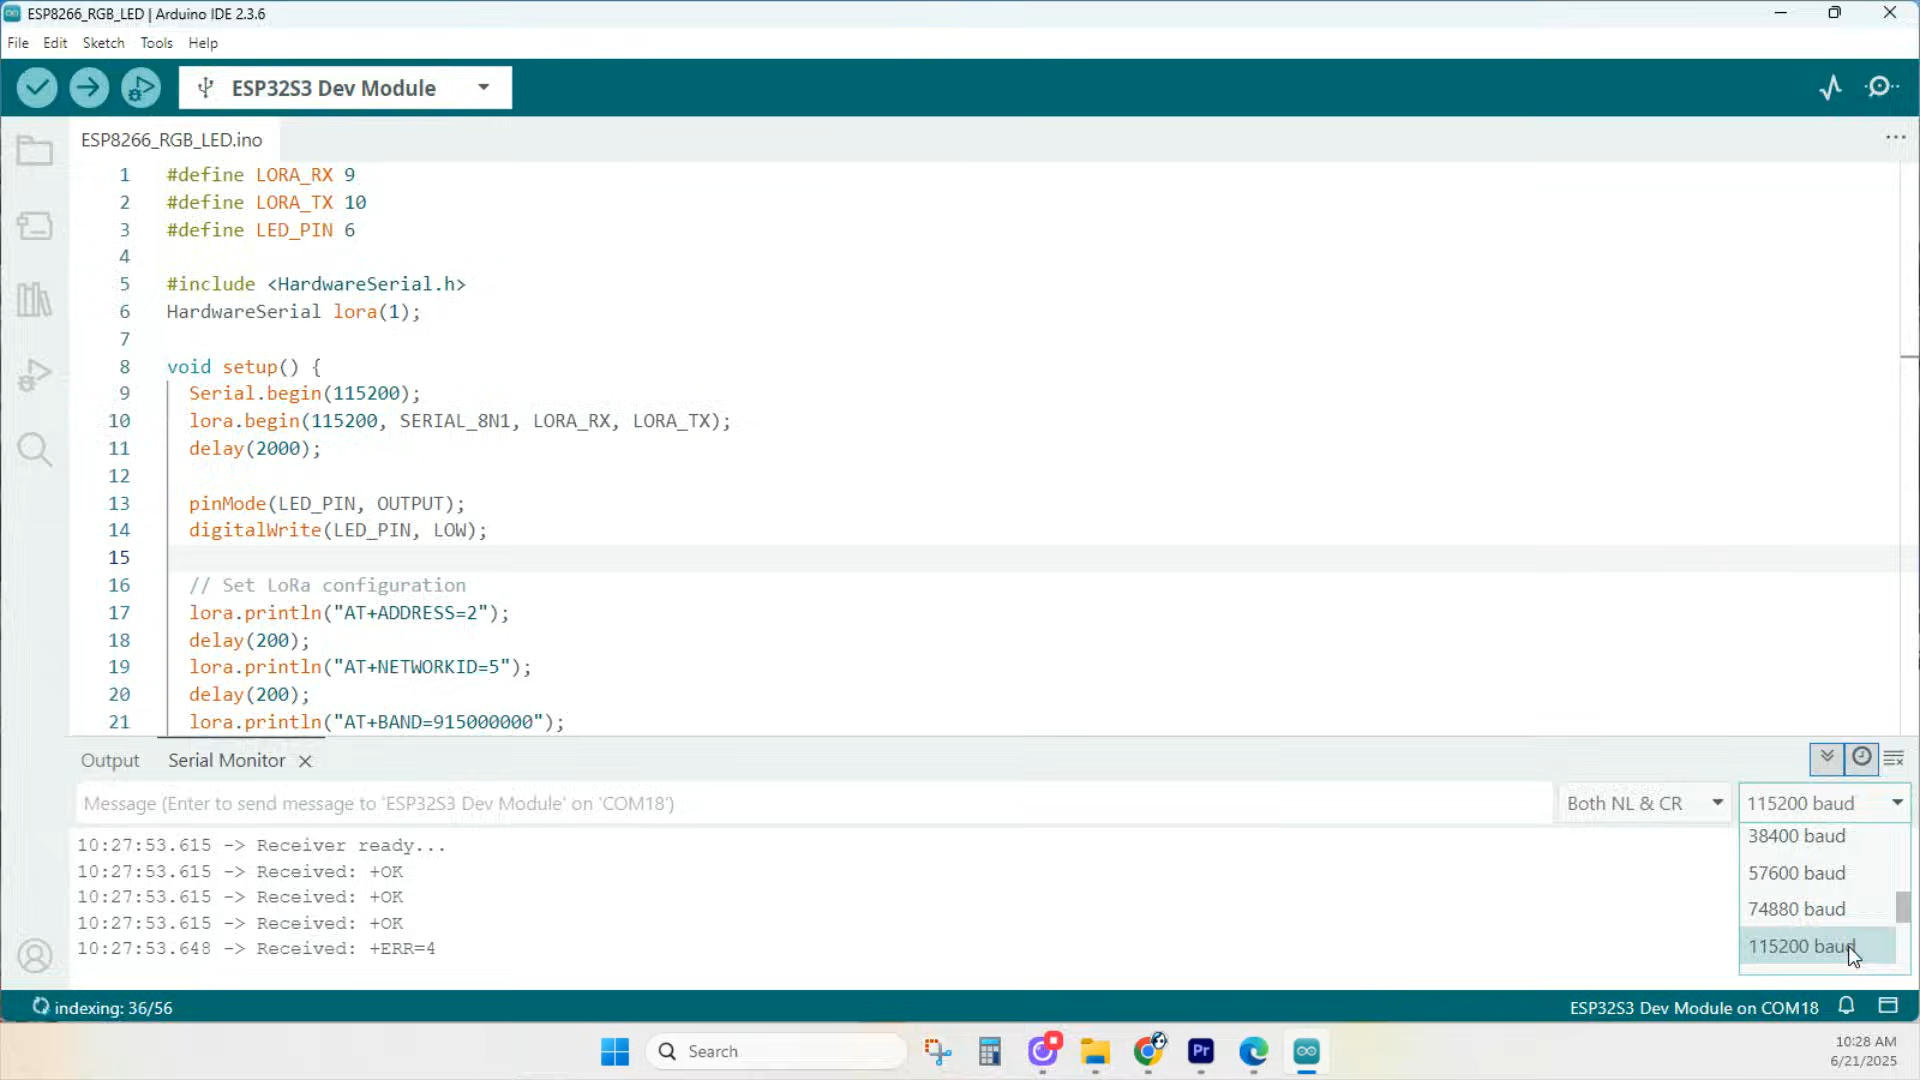 ESP8266_RGB_LED | Arduino IDE 2.3.6
File Edit Sketch Tools Help
ESP32S3 Dev Module
ESP8266_RGB_LED.ino
1 #define LORA_RX 9
2 #define LORA_TX 10
3 #define LED_PIN 6
4
5 #include <HardwareSerial.h>
6 HardwareSerial lora(1);
7
8 void setup() {
9 Serial.begin(115200);
10 lora.begin(115200, SERIAL_8N1, LORA_RX, LORA_TX);
11 delay(2000);
12
13 pinMode(LED_PIN, OUTPUT);
14 digitalWrite(LED_PIN, LOW);
15
16 // Set LoRa configuration
17 lora.println("AT+ADDRESS=2");
18 delay(200);
19 lora.println("AT+NETWORKID=5");
20 delay(200);
21 lora.println("AT+BAND=915000000");
Output Serial Monitor
Message (Enter to send message to 'ESP32S3 Dev Module' on 'COM18') Both NL & CR 115200 baud
10:27:53.615 -> Receiver ready...
10:27:53.615 -> Received: +OK
10:27:53.615 -> Received: +OK
10:27:53.615 -> Received: +OK
10:27:53.648 -> Received: +ERR=4
38400 baud
57600 baud
74880 baud
115200 baud
indexing: 36/56 ESP32S3 Dev Module on COM18
Search Pr
10:28 AM
6/21/2025